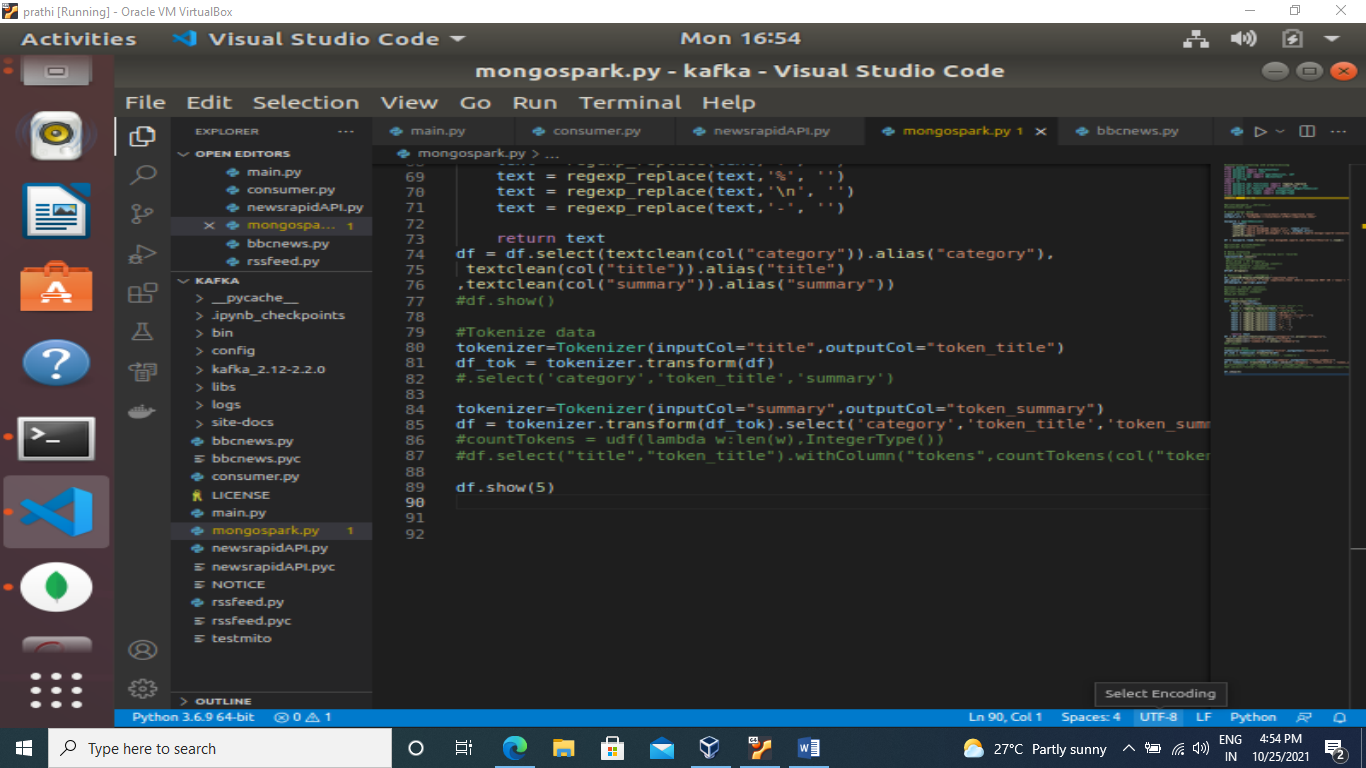 prathi [Running] - Oracle VM VirtualBox
Activities Visual Studio Code Mon 16:54
mongospark.py - kafka - Visual Studio Code
File Edit Selection View Go Run Terminal Help
EXPLORER
OPEN EDITORS
main.py
consumer.py
newsrapidAPI.py
mongospa... 1
bbcnews.py
rssfeed.py
KAFKA
__pycache__
.ipynb_checkpoints
bin
config
kafka_2.12-2.2.0
libs
logs
site-docs
bbcnews.py
bbcnews.pyc
consumer.py
LICENSE
main.py
mongospark.py 1
newsrapidAPI.py
newsrapidAPI.pyc
NOTICE
rssfeed.py
rssfeed.pyc
testmito
OUTLINE
main.py consumer.py newsrapidAPI.py mongospark.py 1 bbcnews.py
mongospark.py > ...
69 text = regexp_replace(text,'%', '')
70 text = regexp_replace(text,'\n', '')
71 text = regexp_replace(text,'-', '')
72
73 return text
74 df = df.select(textclean(col("category")).alias("category"),
75 textclean(col("title")).alias("title")
76 ,textclean(col("summary")).alias("summary"))
77 #df.show()
78
79 #Tokenize data
80 tokenizer=Tokenizer(inputCol="title",outputCol="token_title")
81 df_tok = tokenizer.transform(df)
82 #.select('category','token_title','summary')
83
84 tokenizer=Tokenizer(inputCol="summary",outputCol="token_summary")
85 df = tokenizer.transform(df_tok).select('category','token_title','token_summ
86 #countTokens = udf(lambda w:len(w),IntegerType())
87 #df.select("title","token_title").withColumn("tokens",countTokens(col("token
88
89 df.show(5)
90
91
92
Select Encoding
Python 3.6.9 64-bit 0 1 Ln 90, Col 1 Spaces: 4 UTF-8 LF Python
Type here to search
27°C Partly sunny
ENG
IN
4:54 PM
10/25/2021
2